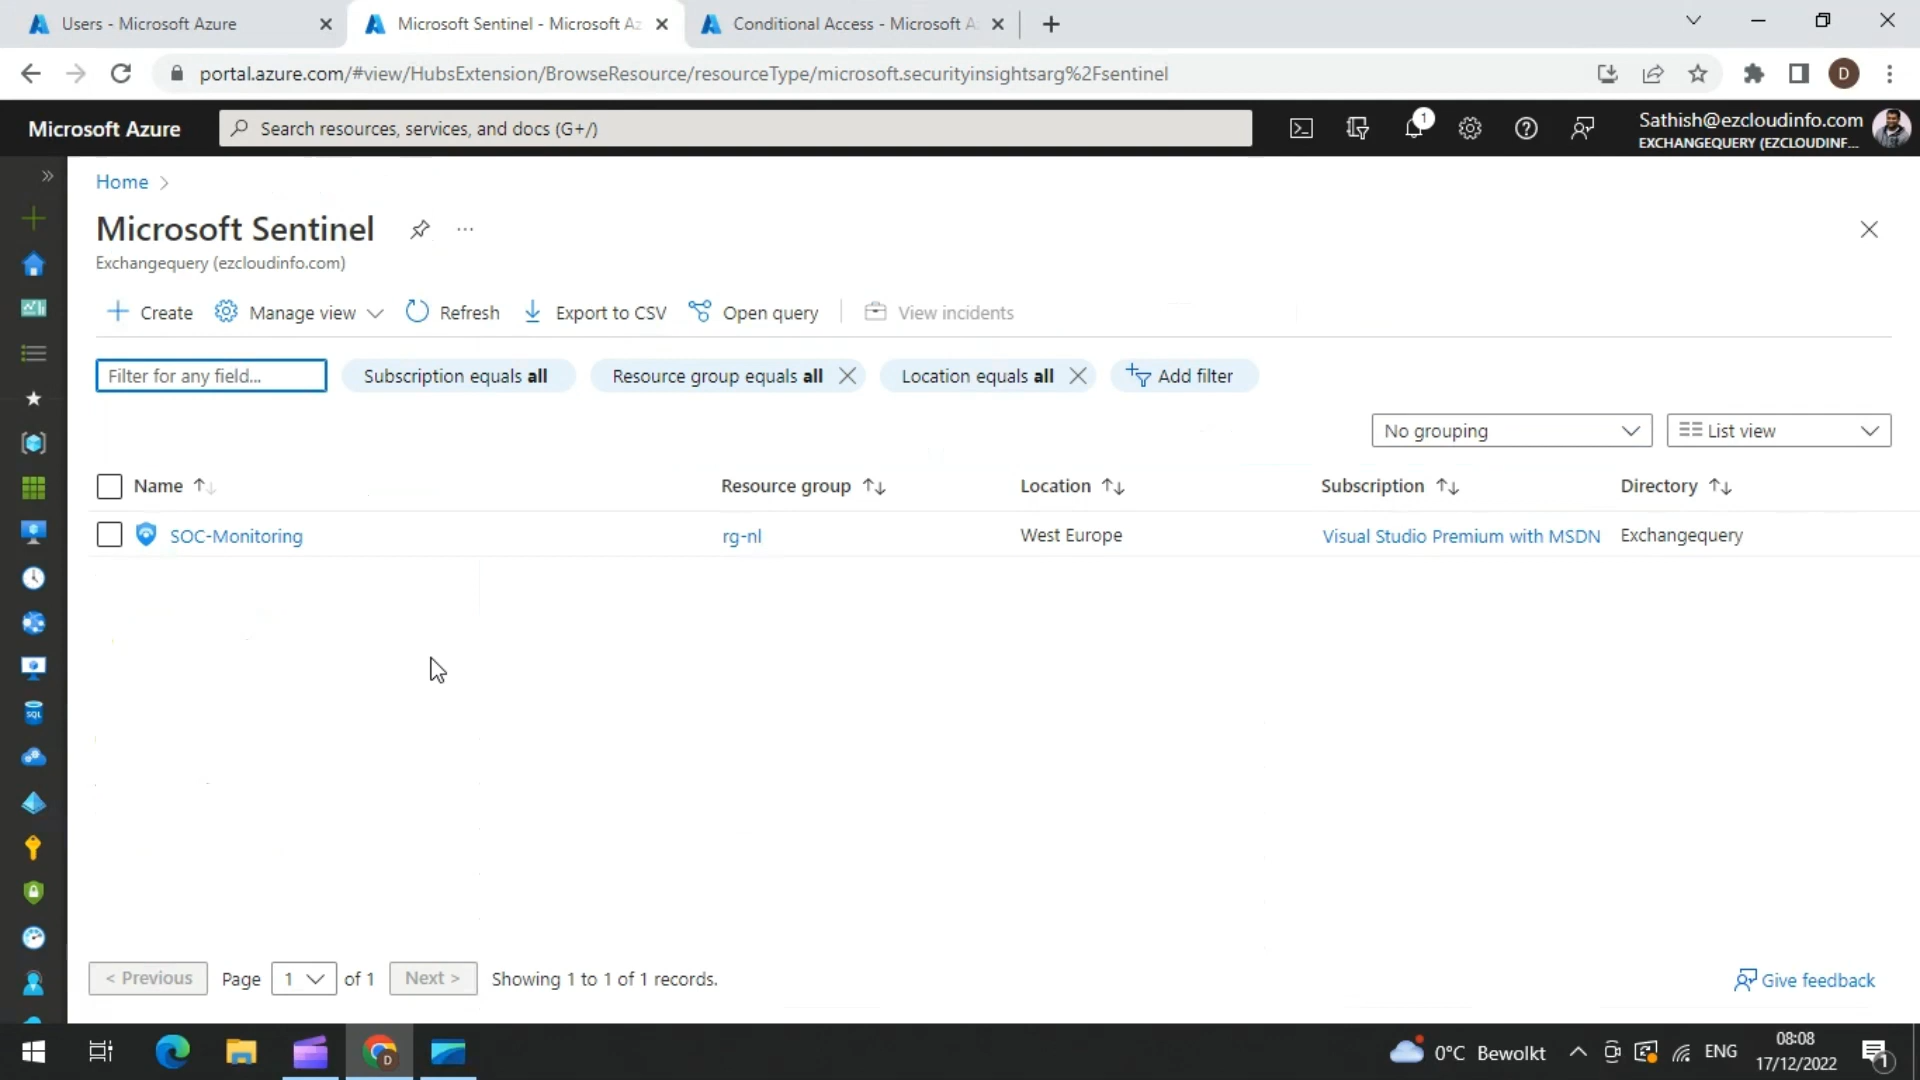 Users - Microsoft Azure
Microsoft Sentinel - Microsoft Az
Conditional Access - Microsoft A
portal.azure.com/#view/HubsExtension/BrowseResource/resourceType/microsoft.securityinsightsarg%2Fsentinel
D
Microsoft Azure
Search resources, services, and docs (G+/)
1
Sathish@ezcloudinfo.com
EXCHANGEQUERY (EZCLOUDINF...
Home
Microsoft Sentinel
Exchangequery (ezcloudinfo.com)
Create
Manage view
Refresh
Export to CSV
Open query
View incidents
Filter for any field...
Subscription equals all
Resource group equals all
Location equals all
Add filter
No grouping
List view
Name
Resource group
Location
Subscription
Directory
SOC-Monitoring
rg-nl
West Europe
Visual Studio Premium with MSDN
Exchangequery
SQL
< Previous
Page
1
of 1
Next >
Showing 1 to 1 of 1 records.
Give feedback
D
0°C Bewolkt
ENG
08:08
17/12/2022
1